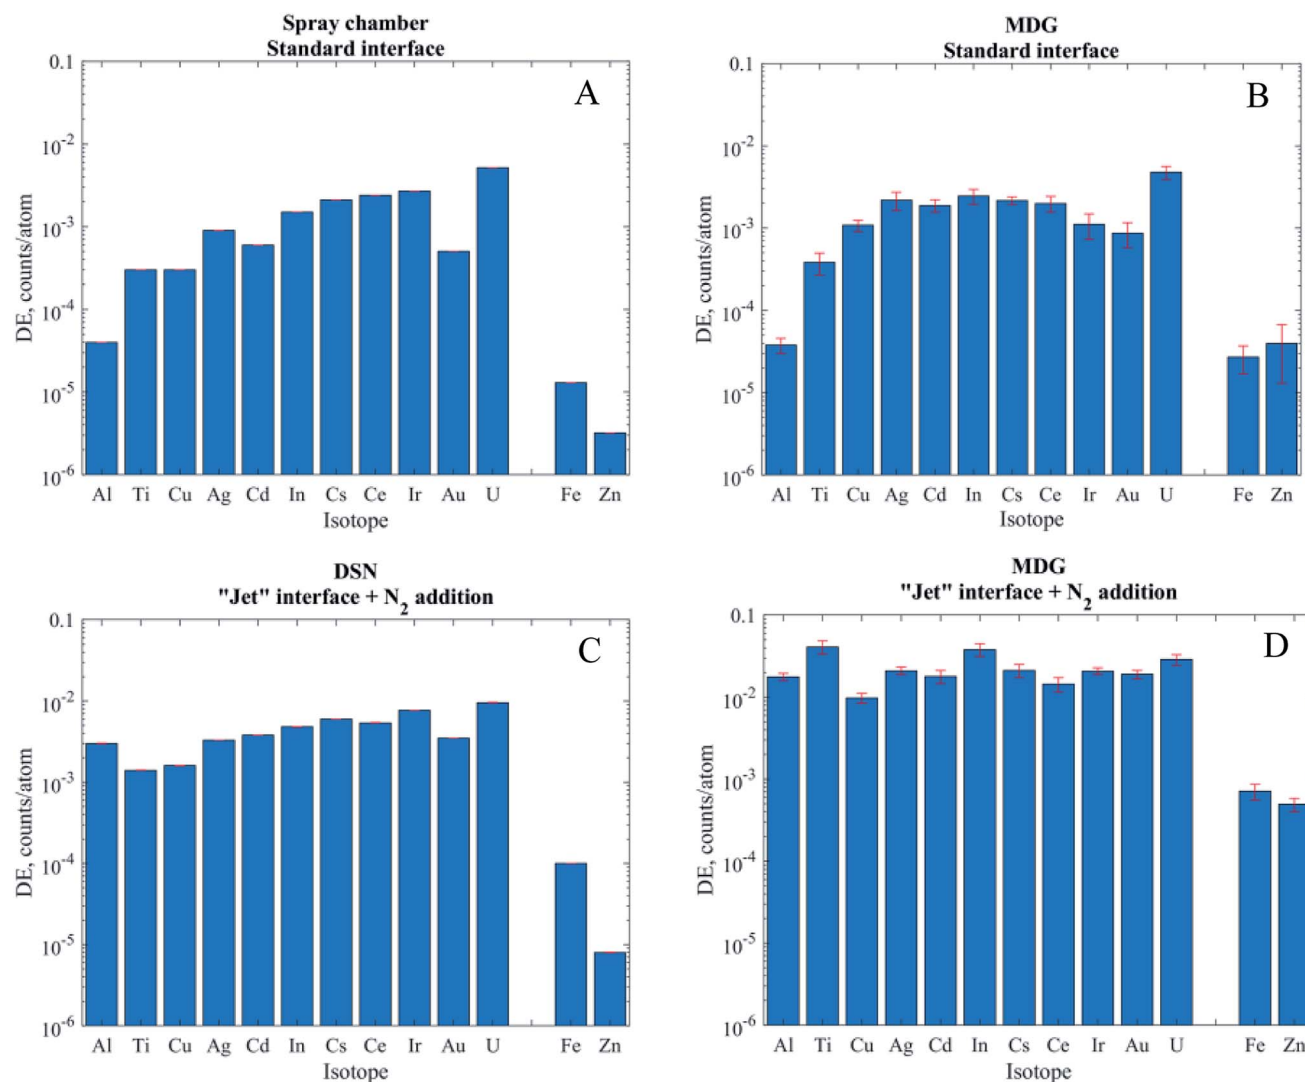 Spray chamber
Standard interface
A
0.1
10-2
10-3
10-4
10-5
10-6
DE, counts/atom
Al Ti Cu Ag Cd In Cs Ce Ir Au U Fe Zn
Isotope
MDG
Standard interface
B
0.1
10-2
10-3
10-4
10-5
10-6
DE, counts/atom
Al Ti Cu Ag Cd In Cs Ce Ir Au U Fe Zn
Isotope
DSN
"Jet" interface + N2 addition
C
0.1
10-2
10-3
10-4
10-5
10-6
DE, counts/atom
Al Ti Cu Ag Cd In Cs Ce Ir Au U Fe Zn
Isotope
MDG
"Jet" interface + N2 addition
D
0.1
10-2
10-3
10-4
10-5
10-6
DE, counts/atom
Al Ti Cu Ag Cd In Cs Ce Ir Au U Fe Zn
Isotope